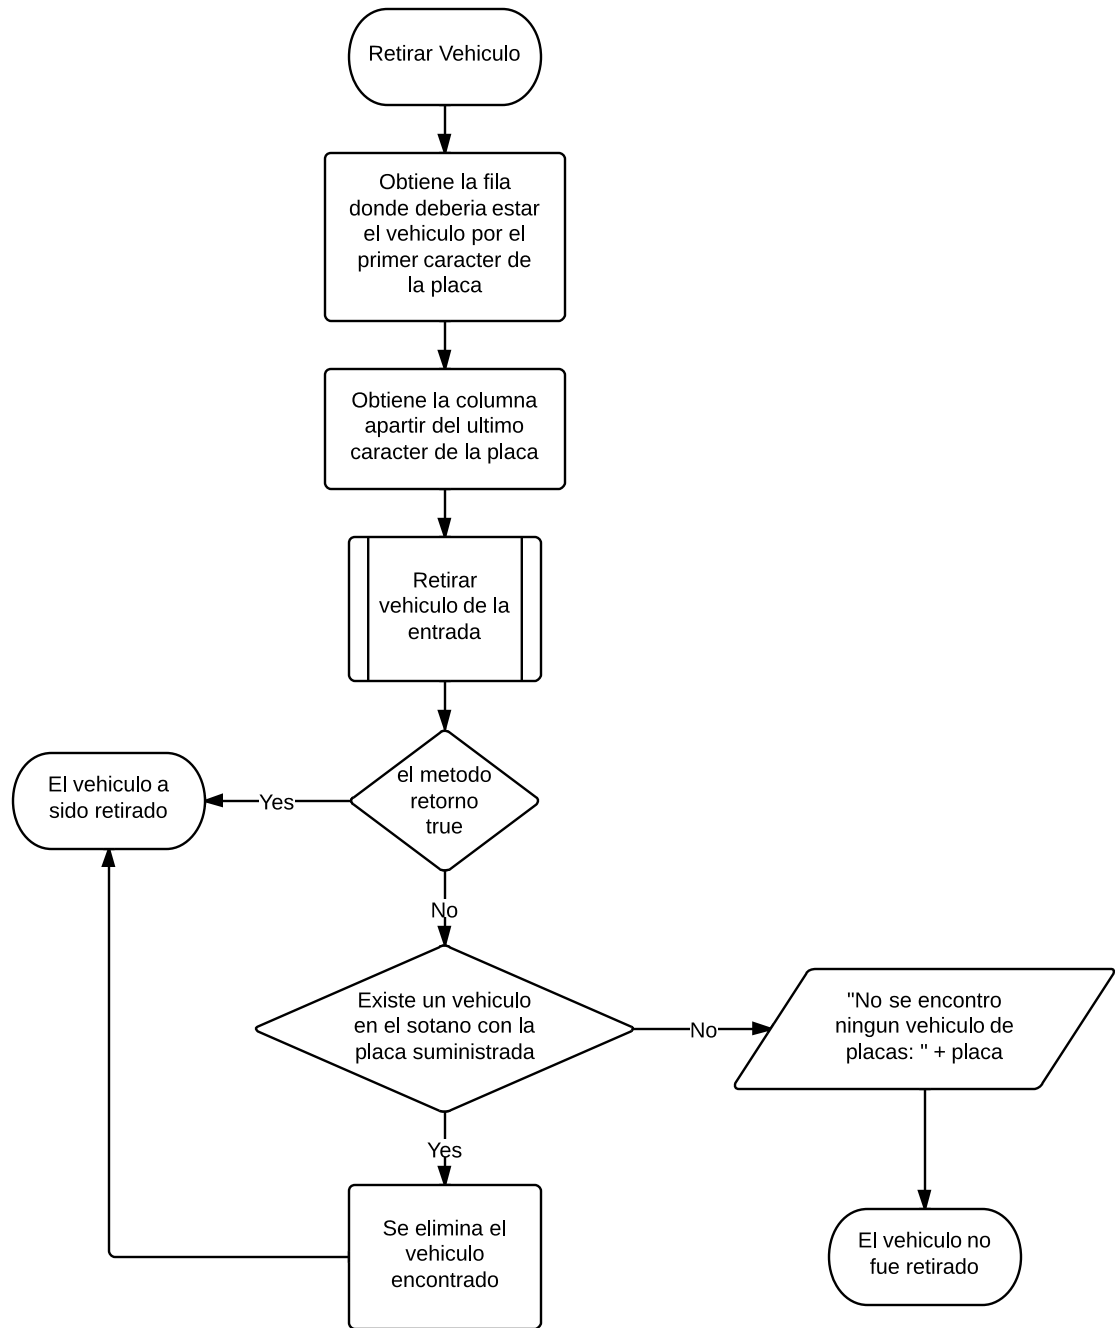 Retirar Vehiculo
Obtiene la fila
donde deberia estar
el vehiculo por el
primer caracter de
la placa
Obtiene la columna
apartir del ultimo
caracter de la placa
Retirar
vehiculo de la
entrada
el metodo
retorno
true
Yes
El vehiculo a
sido retirado
No
Existe un vehiculo
en el sotano con la
placa suministrada
No
"No se encontro
ningun vehiculo de
placas: " + placa
Yes
Se elimina el
vehiculo
encontrado
El vehiculo no
fue retirado